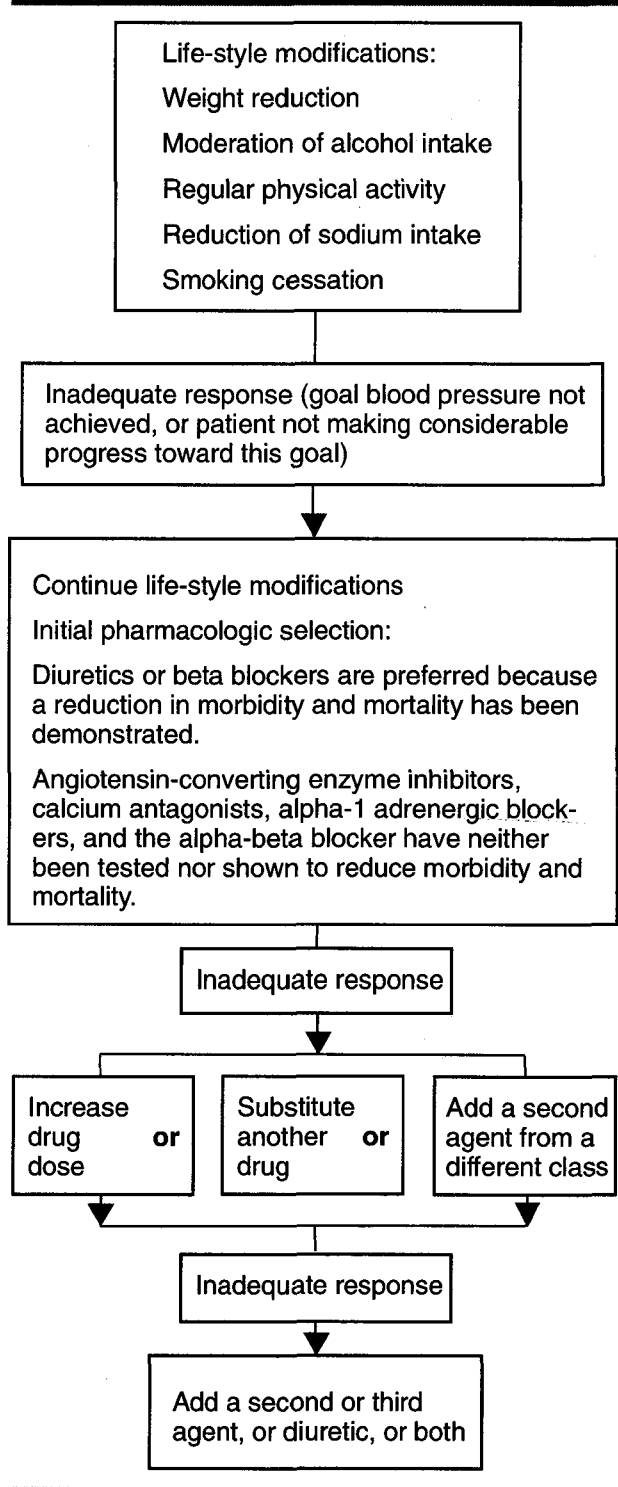 Life-style modifications:
Weight reduction
Moderation of alcohol intake
Regular physical activity
Reduction of sodium intake
Smoking cessation
Inadequate response (goal blood pressure not
achieved, or patient not making considerable
progress toward this goal)
Continue life-style modifications
Initial pharmacologic selection:
Diuretics or beta blockers are preferred because
a reduction in morbidity and mortality has been
demonstrated.
Angiotensin-converting enzyme inhibitors,
calcium antagonists, alpha-1 adrenergic block-
ers, and the alpha-beta blocker have neither
been tested nor shown to reduce morbidity and
mortality.
Inadequate response
Increase
drug or
dose
Substitute
another or
drug
Add a second
agent from a
different class
Inadequate response
Add a second or third
agent, or diuretic, or both